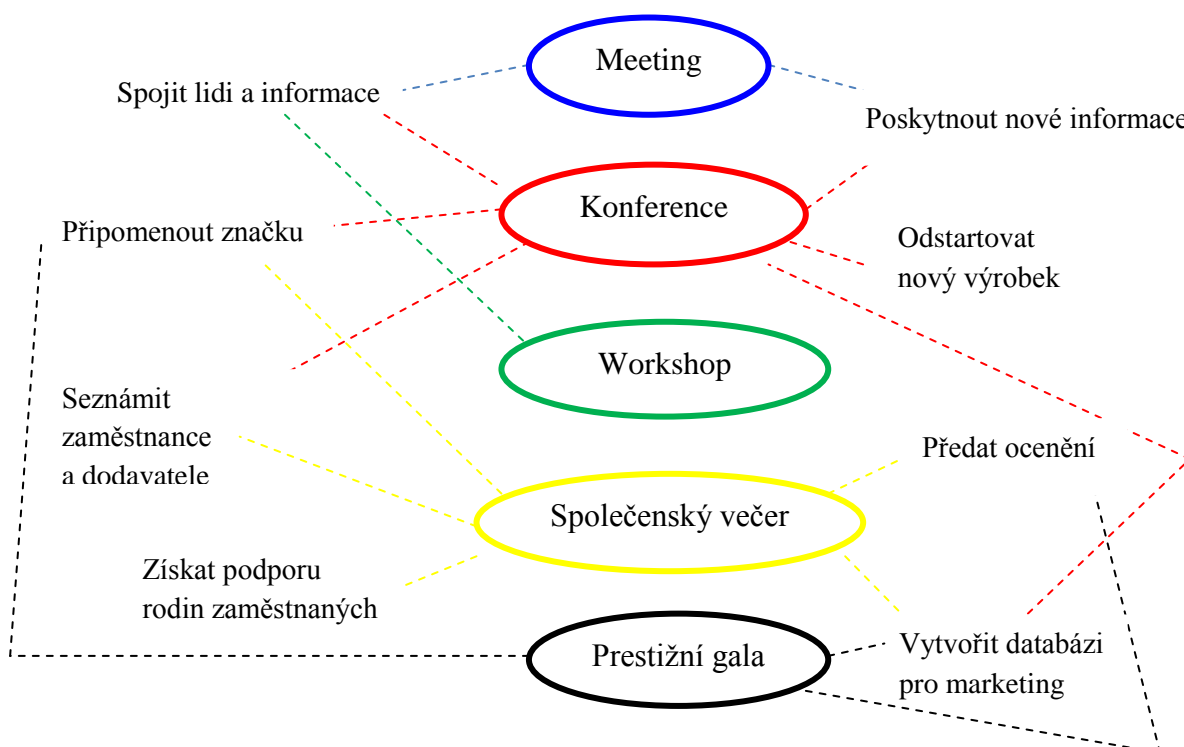 Meeting
Spojit lidi a informace
Poskytnout nové informace
Konference
Připomenout značku
Odstartovat
nový výrobek
Workshop
Seznámit
zaměstnance
a dodavatele
Předat ocenění
Společenský večer
Získat podporu
rodin zaměstnaných
Prestižní gala
Vytvořit databázi
pro marketing